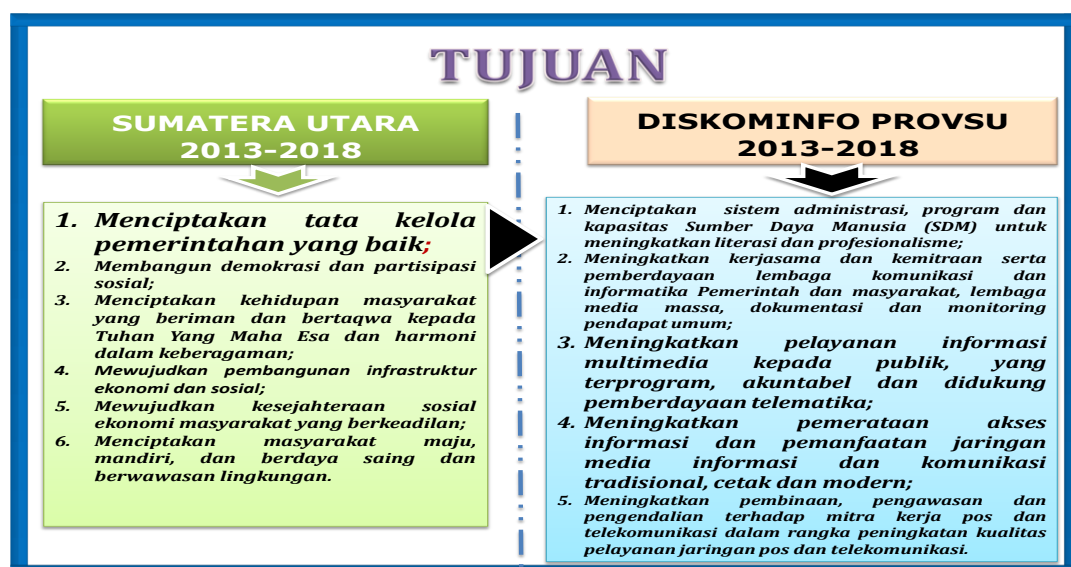 TUJUAN
SUMATERA UTARA
2013-2018
1. Menciptakan tata kelola
pemerintahan yang baik;
2. Membangun demokrasi dan partisipasi
sosial;
3. Menciptakan kehidupan masyarakat
yang beriman dan bertaqwa kepada
Tuhan Yang Maha Esa dan harmoni
dalam keberagaman;
4. Mewujudkan pembangunan infrastruktur
ekonomi dan sosial;
5. Mewujudkan kesejahteraan sosial
ekonomi masyarakat yang berkeadilan;
6. Menciptakan masyarakat maju,
mandiri, dan berdaya saing dan
berwawasan lingkungan.
DISKOMINFO PROVSU
2013-2018
1. Menciptakan sistem administrasi, program dan
kapasitas Sumber Daya Manusia (SDM) untuk
meningkatkan literasi dan profesionalisme;
2. Meningkatkan kerjasama dan kemitraan serta
pemberdayaan lembaga komunikasi dan
informatika Pemerintah dan masyarakat, lembaga
media massa, dokumentasi dan monitoring
pendapat umum;
3. Meningkatkan pelayanan informasi
multimedia kepada publik, yang
terprogram, akuntabel dan didukung
pemberdayaan telematika;
4. Meningkatkan pemerataan akses
informasi dan pemanfaatan jaringan
media informasi dan komunikasi
tradisional, cetak dan modern;
5. Meningkatkan pembinaan, pengawasan dan
pengendalian terhadap mitra kerja pos dan
telekomunikasi dalam rangka peningkatan kualitas
pelayanan jaringan pos dan telekomunikasi.